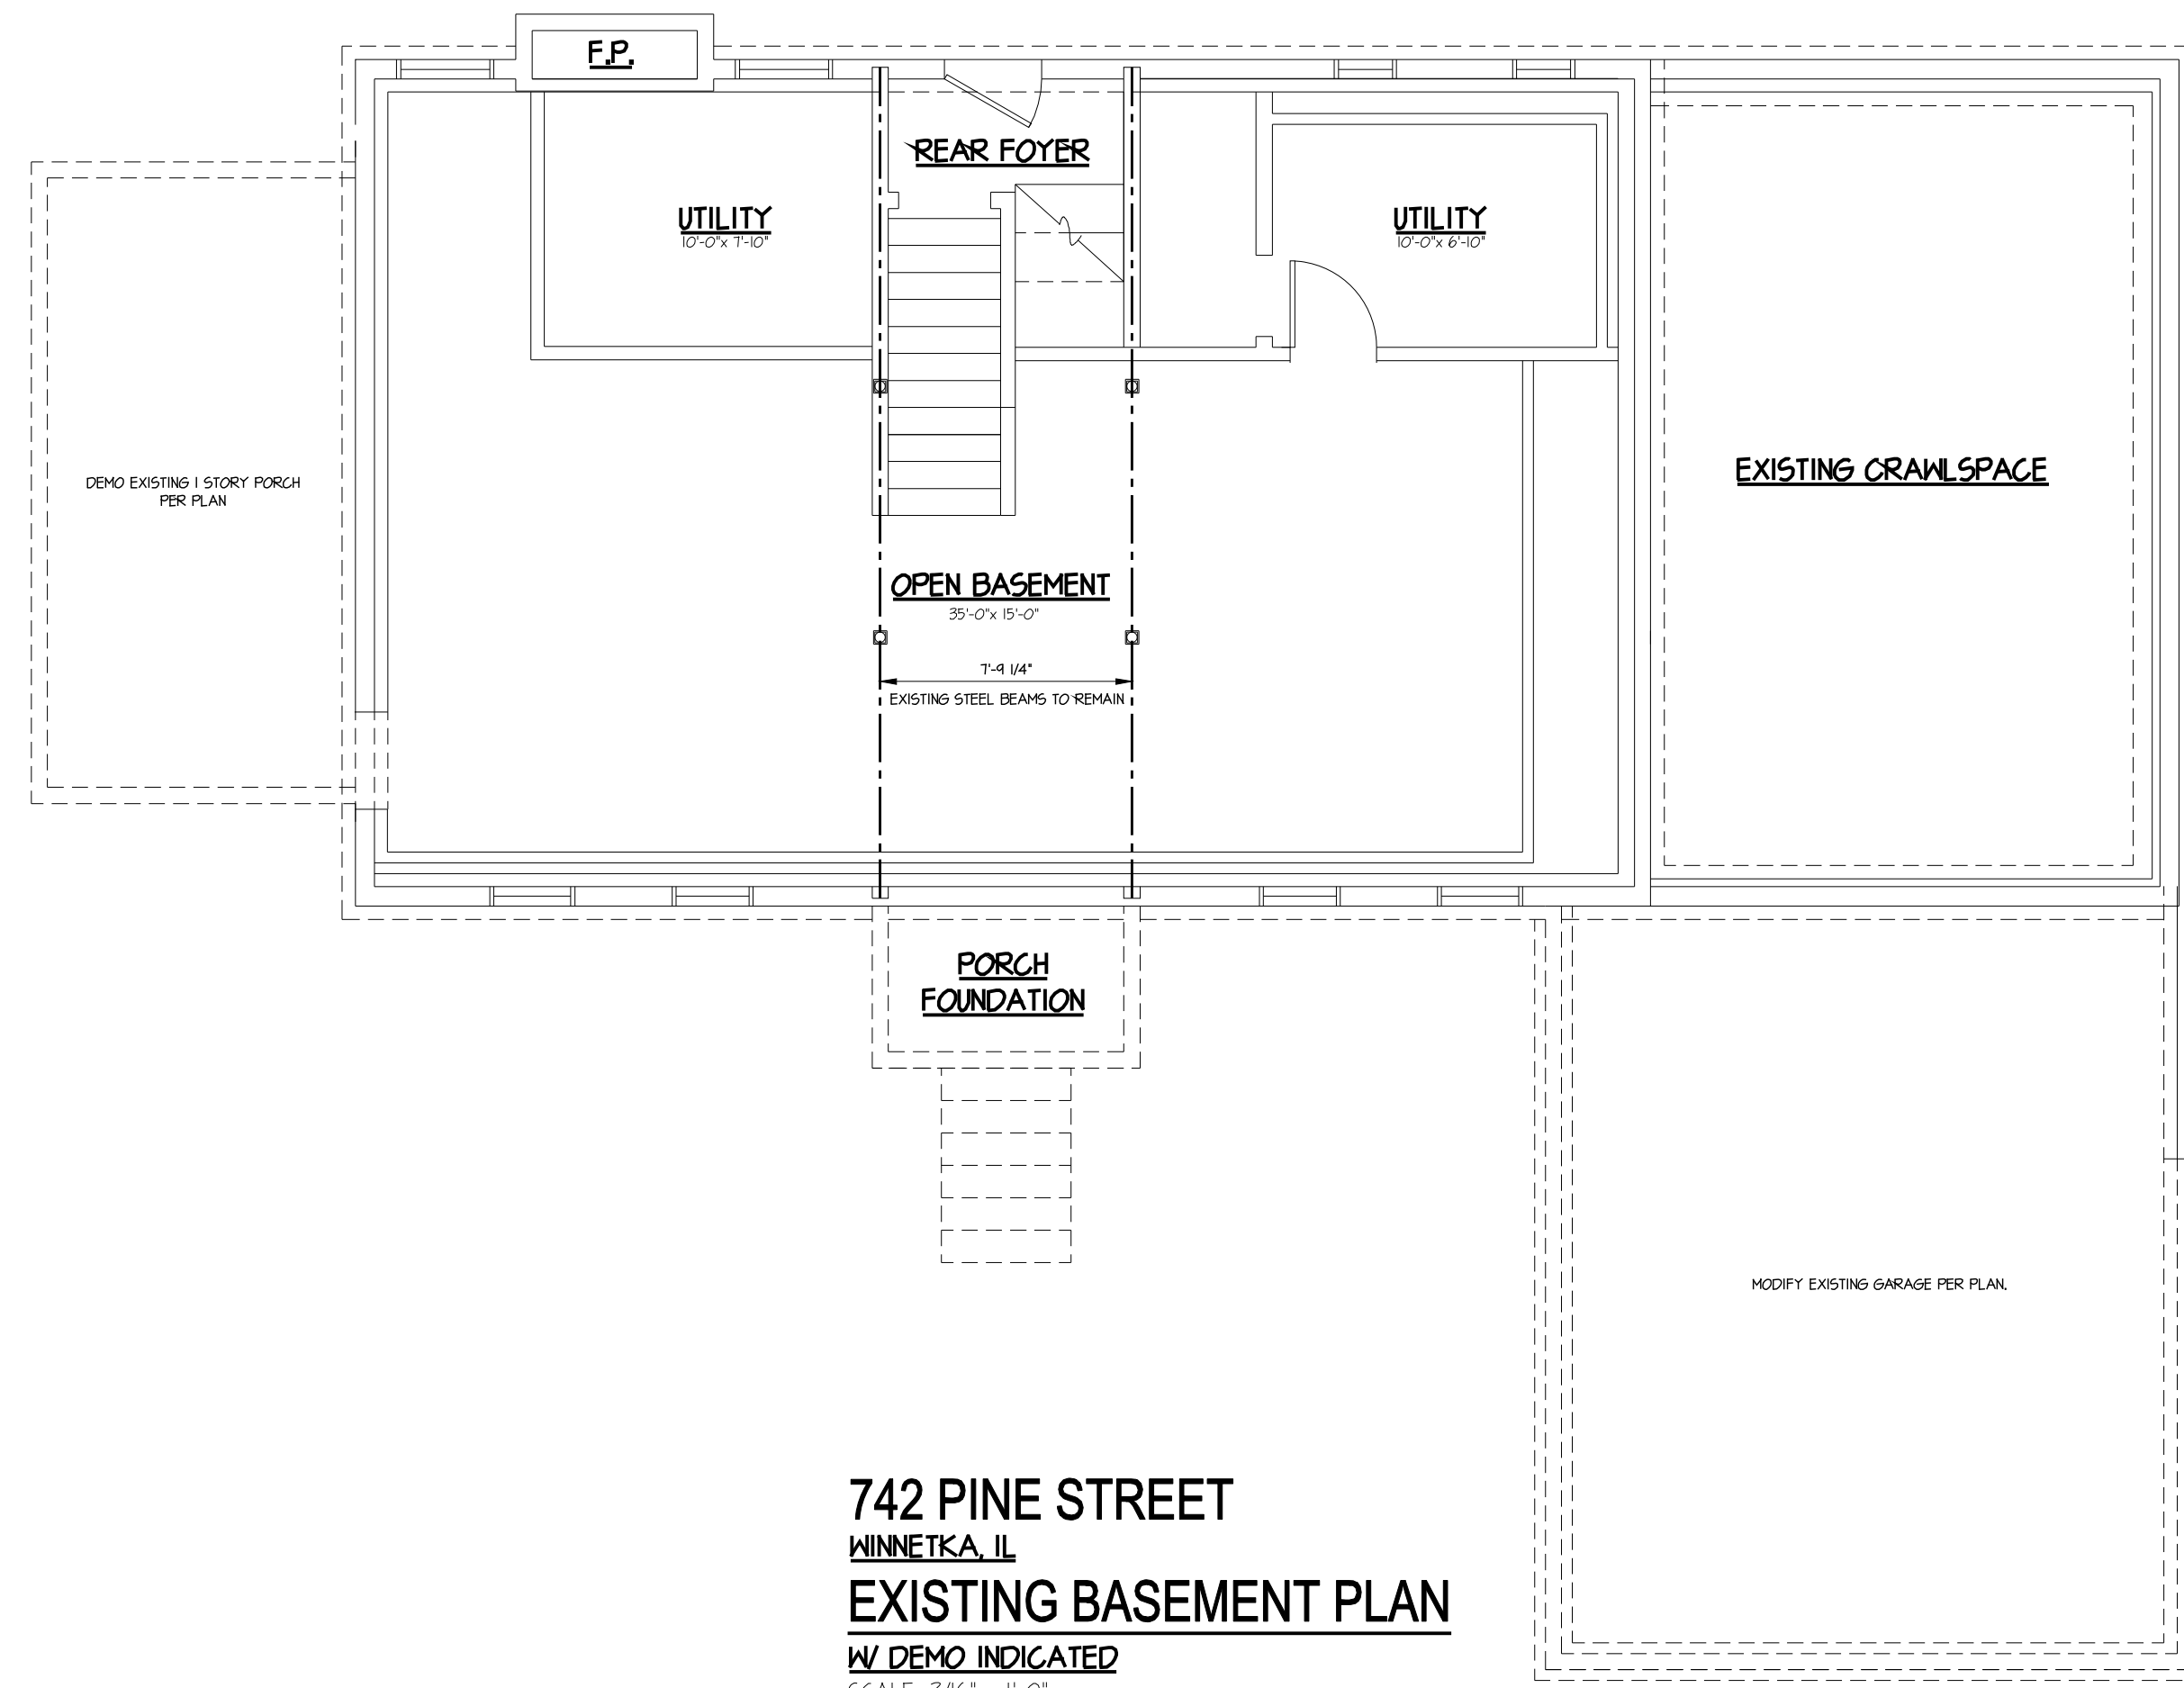 F.P.
REAR FOYER
UTILITY
10'-0"x 7'-10"
UTILITY
10'-0"x 6'-10"
EXISTING CRAWLSPACE
DEMO EXISTING 1 STORY PORCH
PER PLAN
OPEN BASEMENT
35'-0"x 15'-0"
7'-9 1/4"
EXISTING STEEL BEAMS TO REMAIN
PORCH
FOUNDATION
MODIFY EXISTING GARAGE PER PLAN.
742 PINE STREET
WINNETKA, IL
EXISTING BASEMENT PLAN
W/ DEMO INDICATED